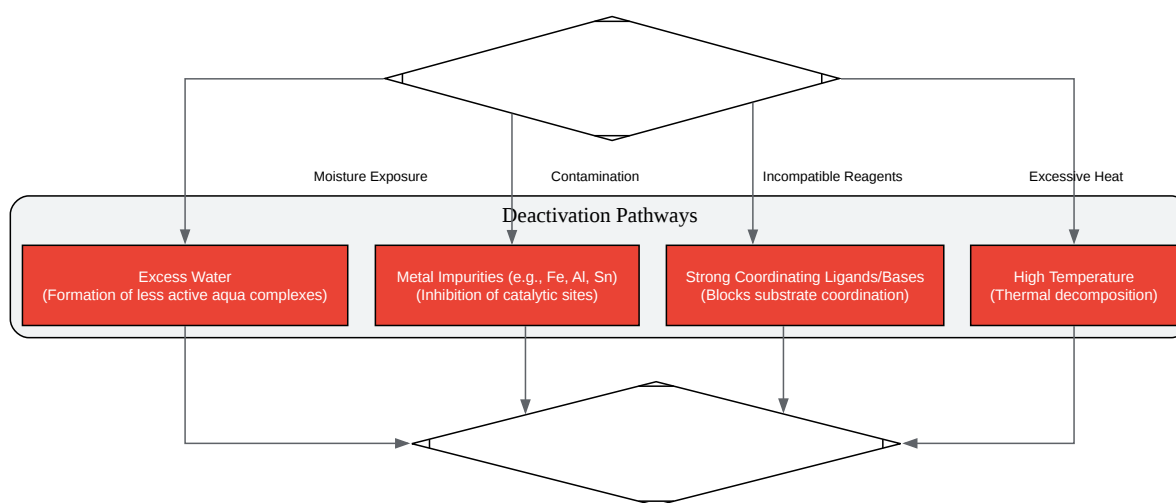 Moisture Exposure
Contamination
Incompatible Reagents
Excessive Heat
Deactivation Pathways
Excess Water
(Formation of less active aqua complexes)
Metal Impurities (e.g., Fe, Al, Sn)
(Inhibition of catalytic sites)
Strong Coordinating Ligands/Bases
(Blocks substrate coordination)
High Temperature
(Thermal decomposition)